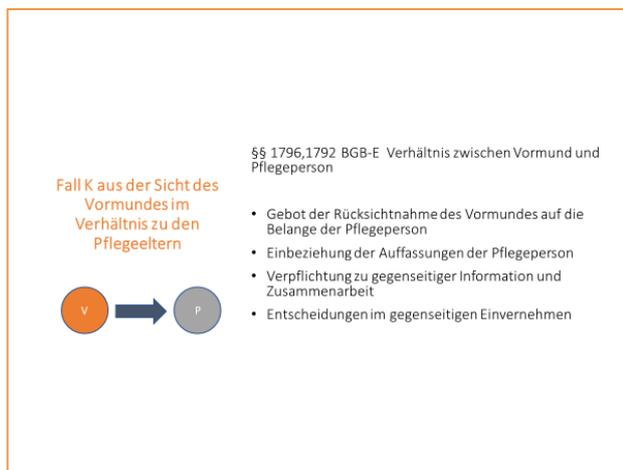 Fall K aus der Sicht des
Vormundes im
Verhältnis zu den
Pflegeeltern
V
P
§§ 1796,1792 BGB-E Verhältnis zwischen Vormund und
Pflegeperson
• Gebot der Rücksichtnahme des Vormundes auf die
Belange der Pflegeperson
• Einbeziehung der Auffassungen der Pflegeperson
• Verpflichtung zu gegenseitiger Information und
Zusammenarbeit
• Entscheidungen im gegenseitigen Einvernehmen